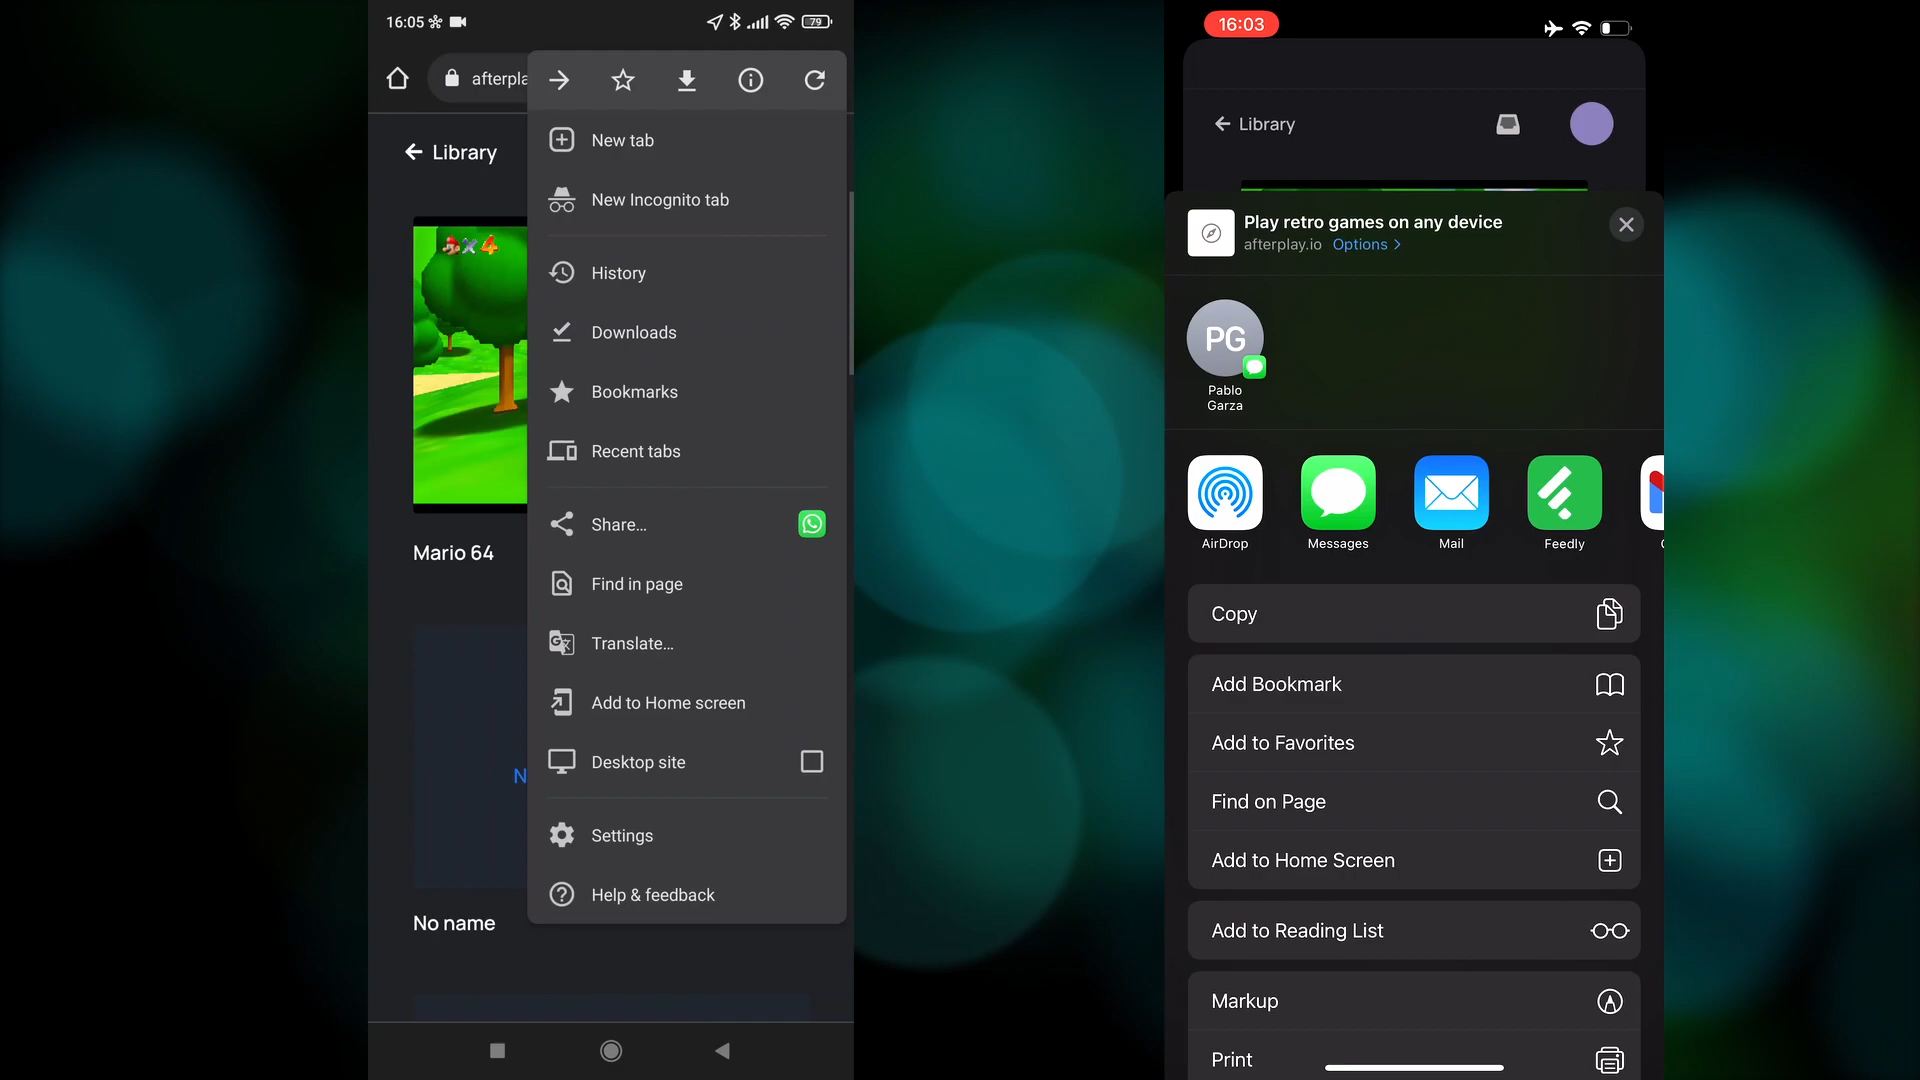 16:05
79
afterpla
Library
x4
Mario 64
N
No name
New tab
New Incognito tab
History
Downloads
Bookmarks
Recent tabs
Share...
Find in page
Translate...
Add to Home screen
Desktop site
Settings
Help & feedback
16:03
Library
Play retro games on any device
afterplay.io Options >
PG
Pablo
Garza
AirDrop
Messages
Mail
Feedly
Copy
Add Bookmark
Add to Favorites
Find on Page
Add to Home Screen
Add to Reading List
Markup
Print